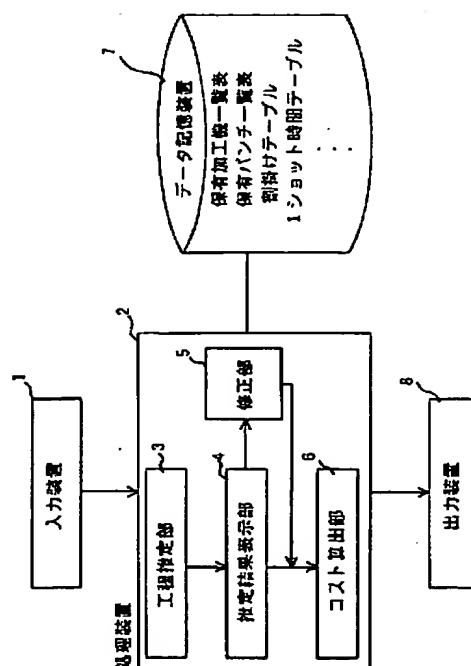 1
入力装置
2
処理装置
3
工程推定部
4
推定結果表示部
5
修正部
6
コスト算出部
7
データ記憶装置
保有加工機一覧表
保有パンチ一覧表
割掛けテーブル
1ショット時間テーブル
8
出力装置